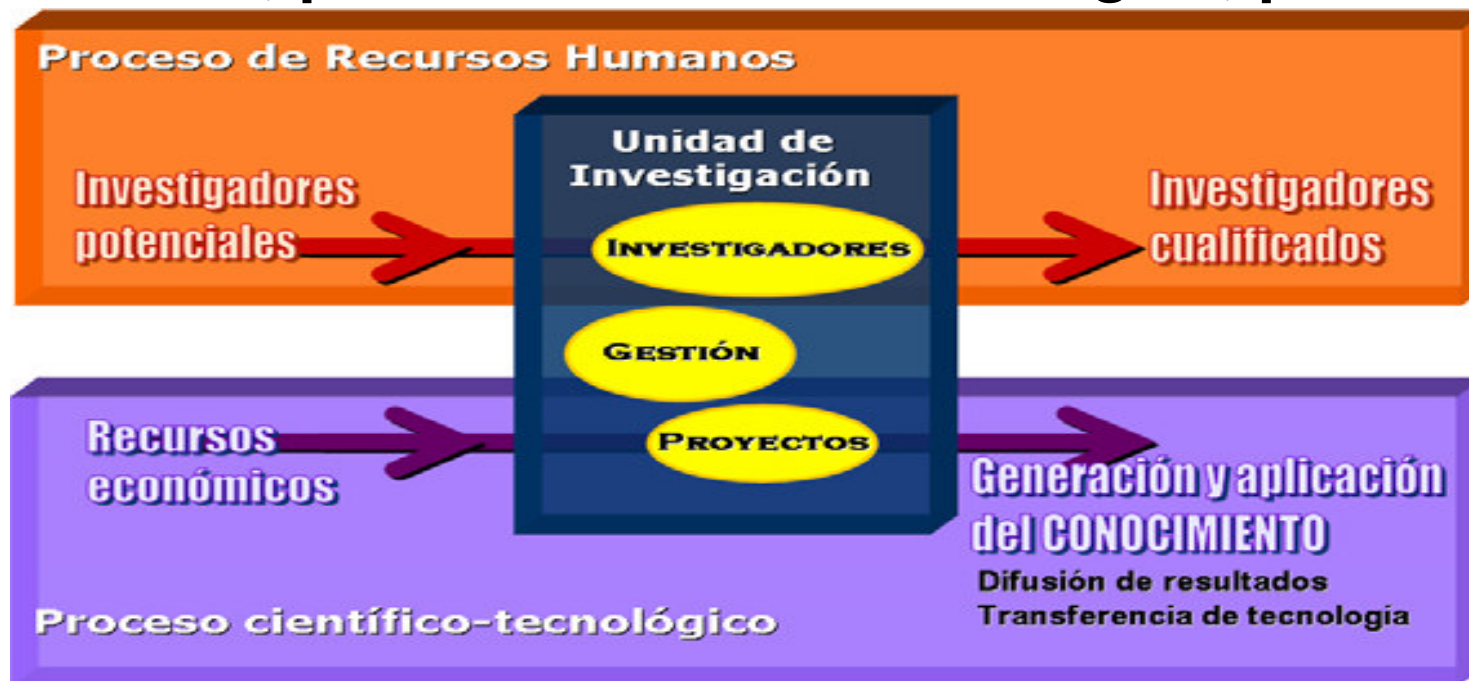 Proceso de Recursos Humanos
Unidad de
Investigación
Investigadores
potenciales
INVESTIGADORES
Investigadores
cualificados
GESTIÓN
Recursos
económicos
PROYECTOS
Generación y aplicación
del CONOCIMIENTO
Difusión de resultados
Transferencia de tecnología
Proceso científico-tecnológico